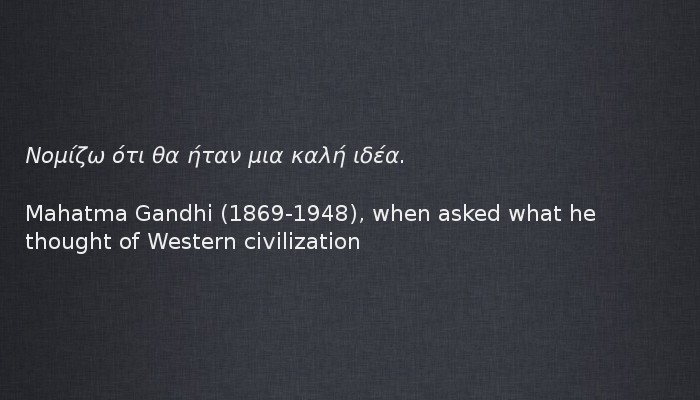 Νομίζω ότι θα ήταν μια καλή ιδέα.
Mahatma Gandhi (1869-1948), when asked what he
thought of Western civilization